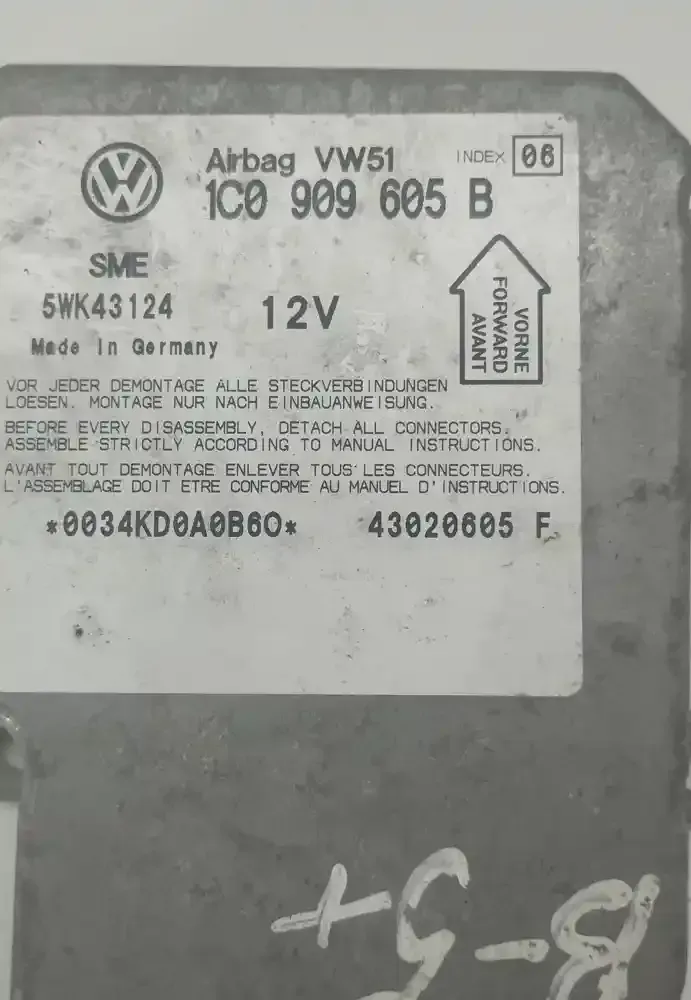 Airbag VW51 INDEX 06
1C0 909 605 B
SME
5WK43124 12V
Made in Germany
VORNE
FORWARD
AVANT
VOR JEDER DEMONTAGE ALLE STECKVERBINDUNGEN
LOESEN. MONTAGE NUR NACH EINBAUANWEISUNG.
BEFORE EVERY DISASSEMBLY, DETACH ALL CONNECTORS.
ASSEMBLE STRICTLY ACCORDING TO MANUAL INSTRUCTIONS.
AVANT TOUT DEMONTAGE ENLEVER TOUS LES CONNECTEURS.
L'ASSEMBLAGE DOIT ETRE CONFORME AU MANUEL D'INSTRUCTIONS.
*0034KD0A0B60* 43020605 F